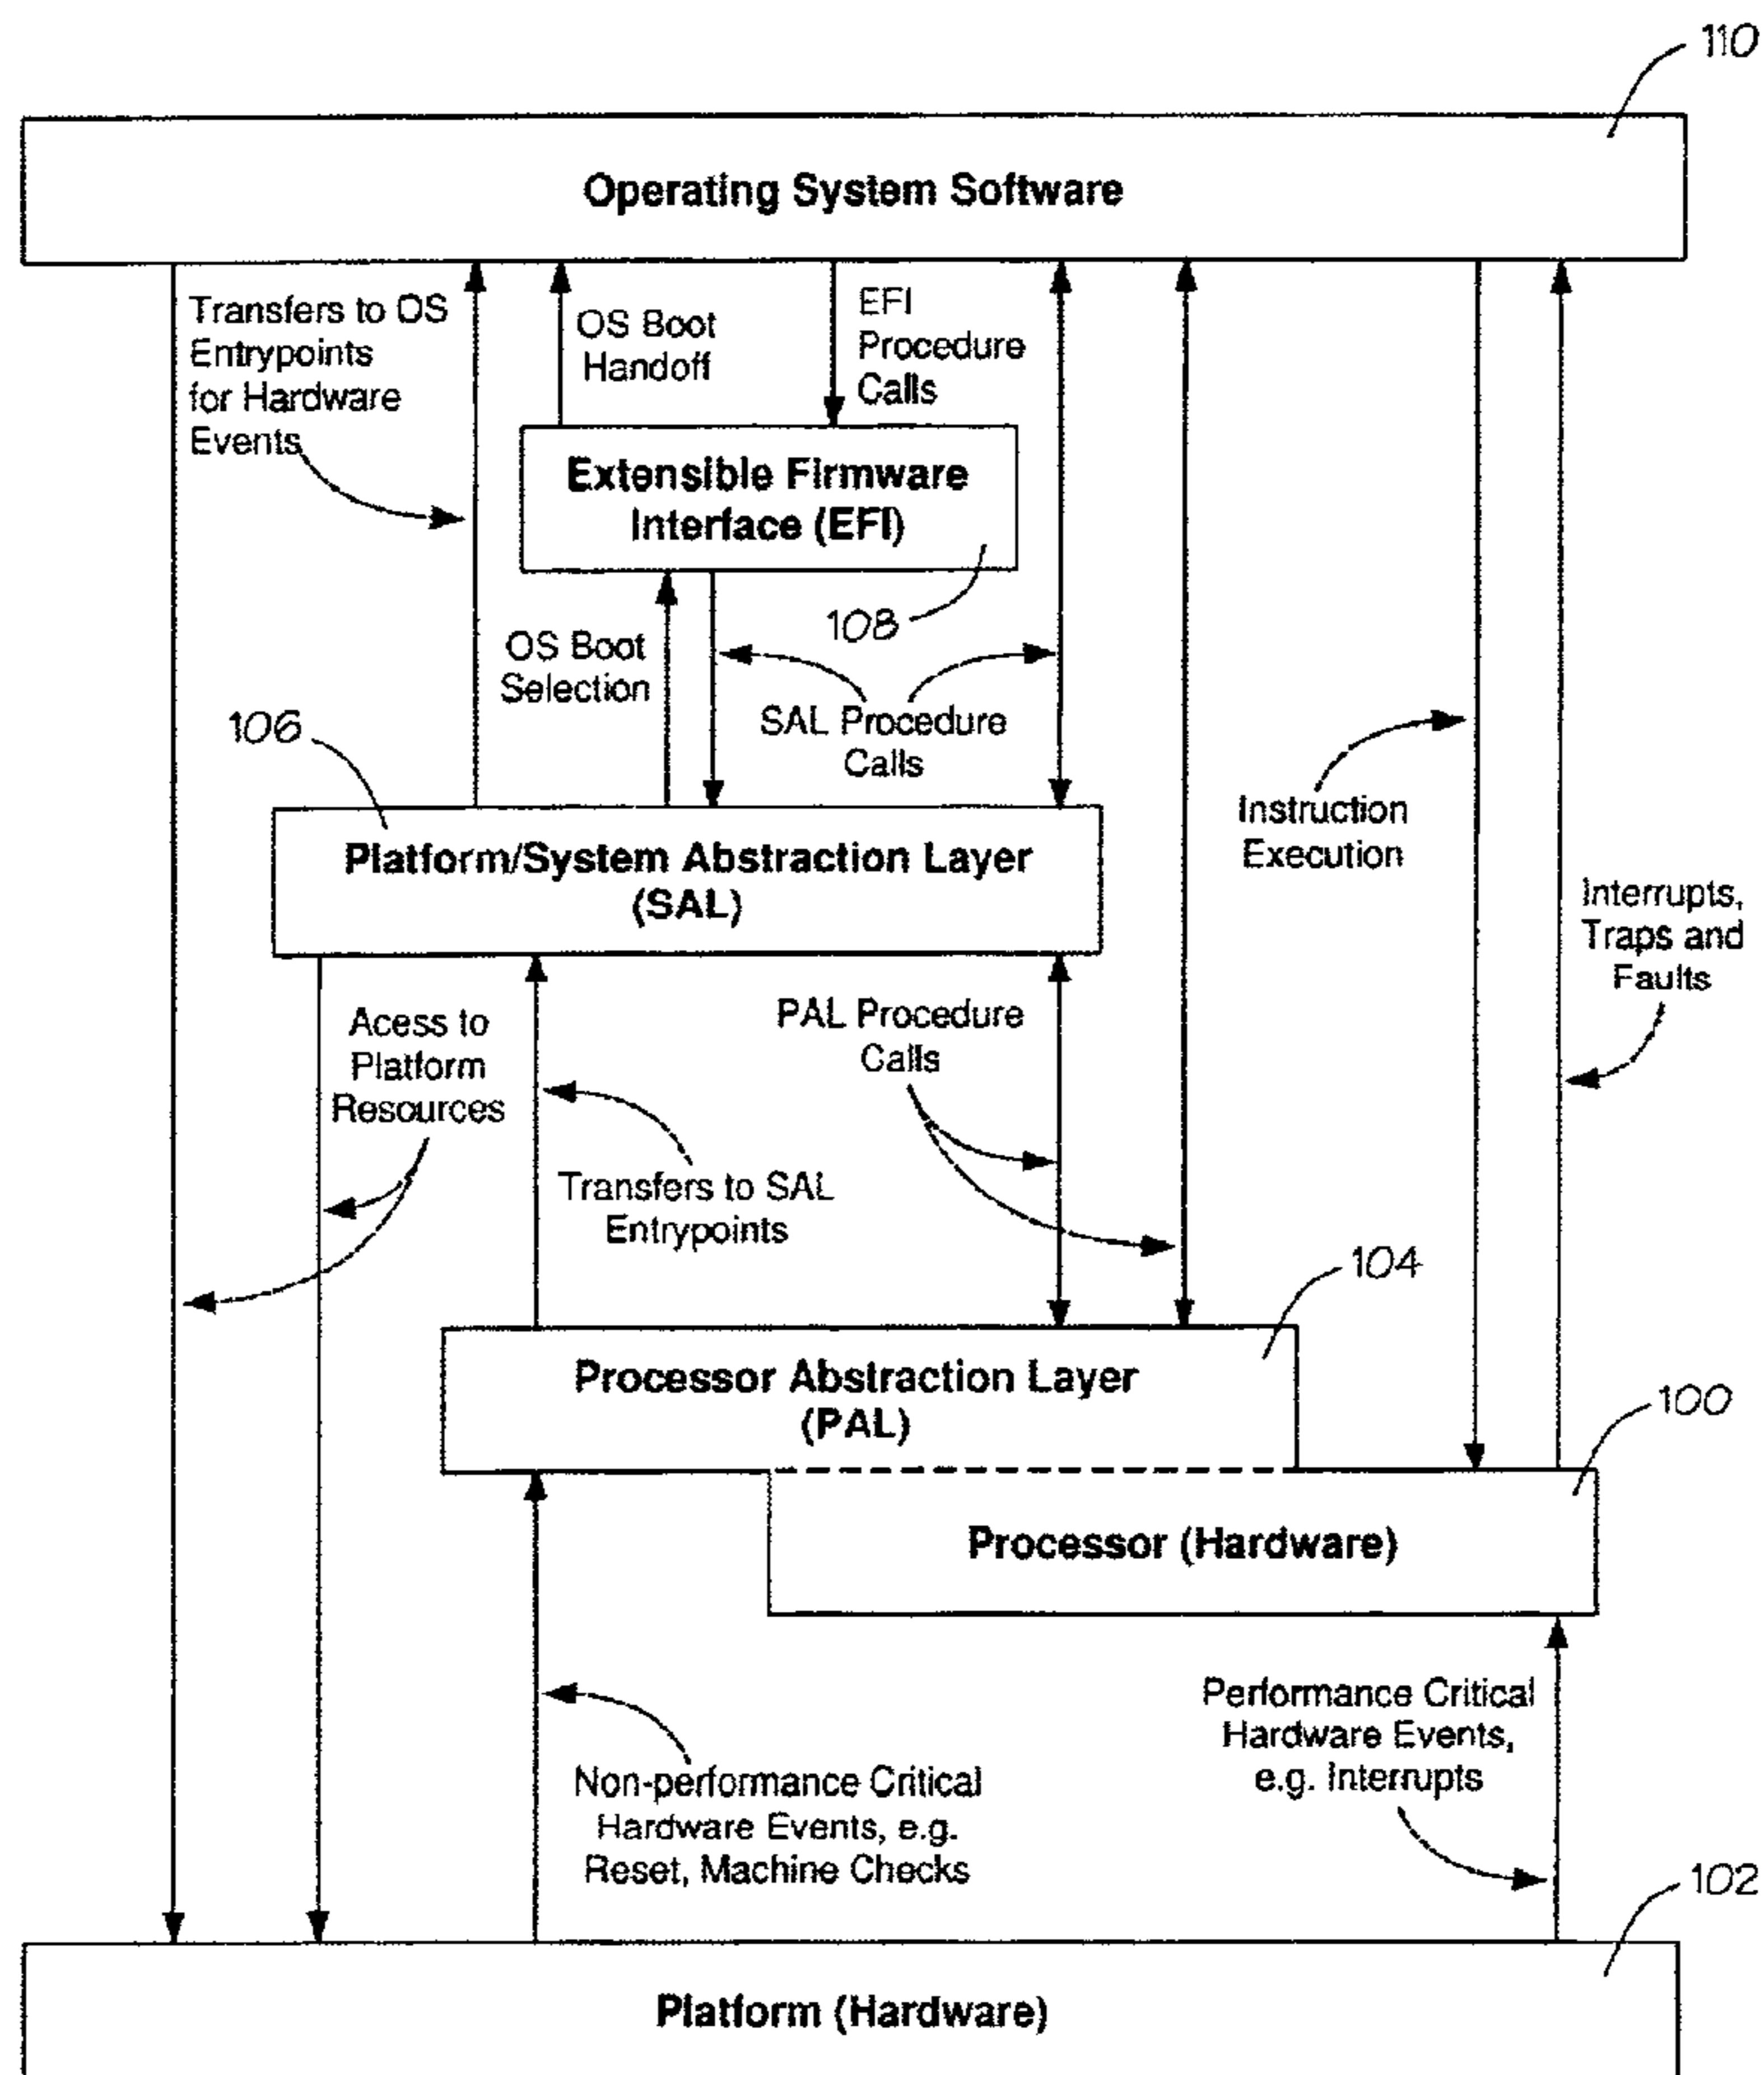 110
Operating System Software
Transfers to OS
Entrypoints
for Hardware
Events
OS Boot
Handoff
EFI
Procedure
Calls
Extensible Firmware
Interface (EFI)
108
OS Boot
Selection
SAL Procedure
Calls
106
Platform/System Abstraction Layer
(SAL)
Instruction
Execution
Interrupts,
Traps and
Faults
Acess to
Platform
Resources
PAL Procedure
Calls
Transfers to SAL
Entrypoints
104
Processor Abstraction Layer
(PAL)
100
Processor (Hardware)
Non-performance Critical
Hardware Events, e.g.
Reset, Machine Checks
Performance Critical
Hardware Events,
e.g. Interrupts
102
Platform (Hardware)